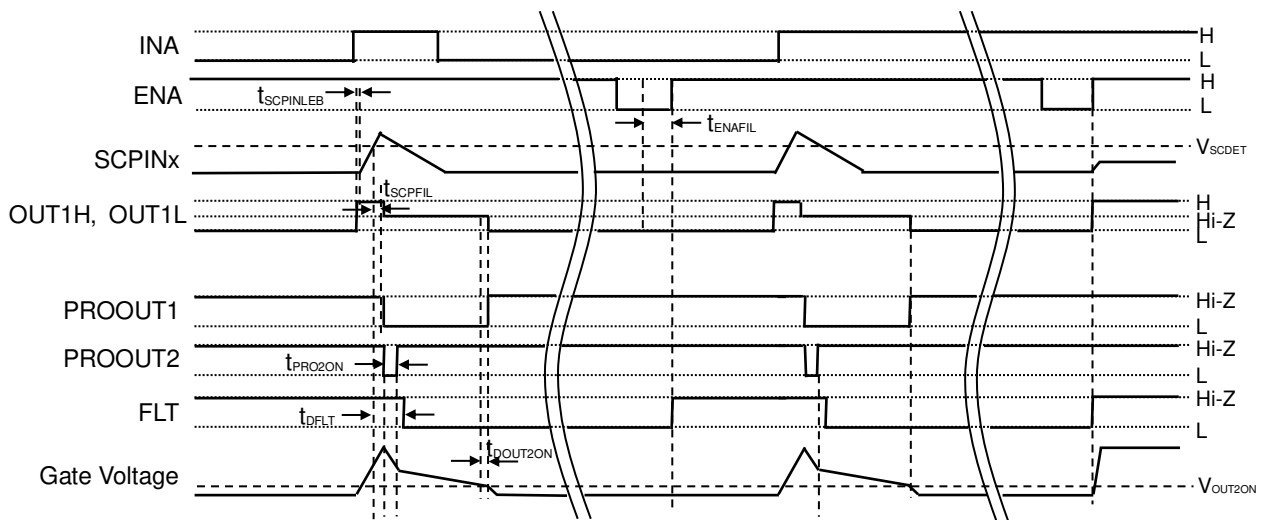 INA
H
L
ENA
H
L
tSCPINLEB
tENAFIL
SCPINx
VSCDET
tSCPFIL
OUT1H, OUT1L
H
Hi-Z
L
PROOUT1
Hi-Z
L
PROOUT2
Hi-Z
L
tPRO2ON
FLT
Hi-Z
L
tDFLT
tDOUT2ON
Gate Voltage
VOUT2ON